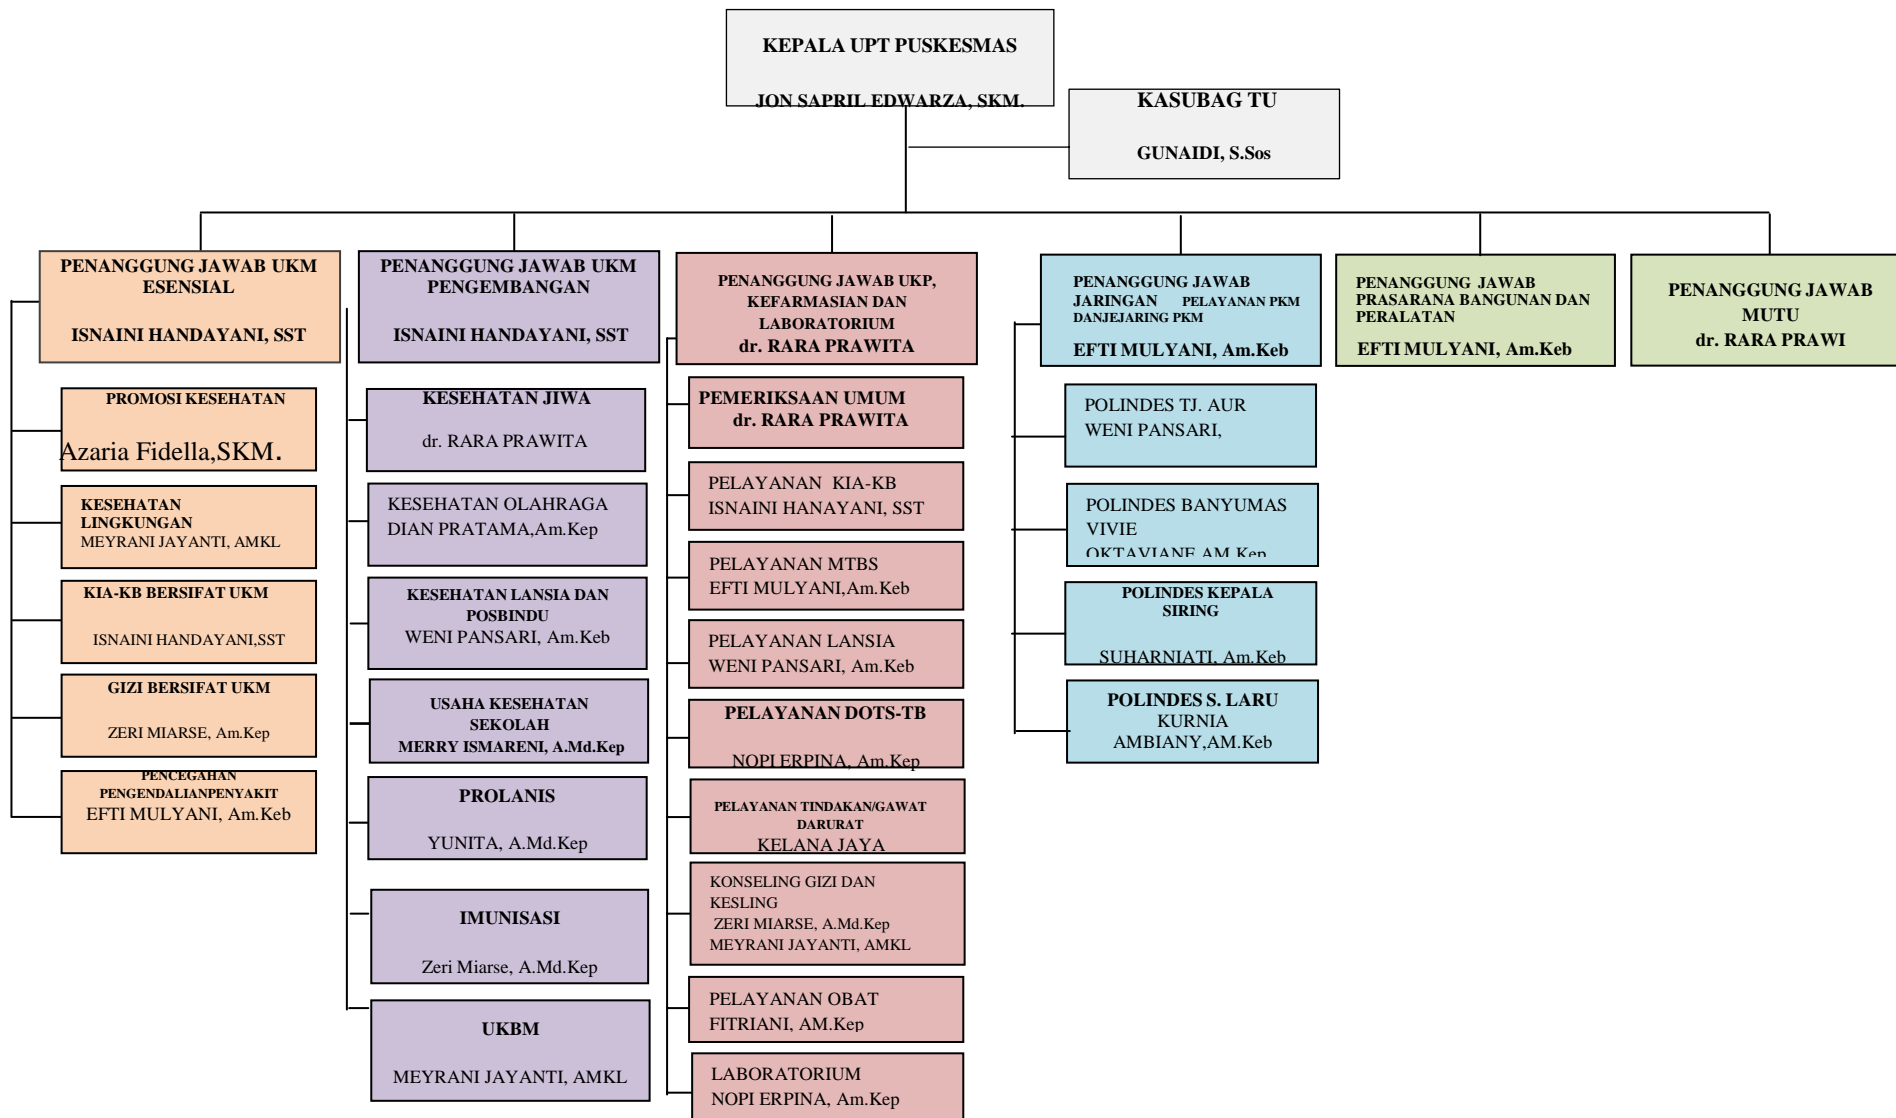 KEPALA UPT PUSKESMAS
JON SAPRIL EDWARZA, SKM.
KASUBAG TU
GUNAIDI, S.Sos
PENANGGUNG JAWAB UKM
ESENSIAL
ISNAINI HANDAYANI, SST
PROMOSI KESEHATAN
Azaria Fidella,SKM.
KESEHATAN
LINGKUNGAN
MEYRANI JAYANTI, AMKL
KIA-KB BERSIFAT UKM
ISNAINI HANDAYANI,SST
GIZI BERSIFAT UKM
ZERI MIARSE, Am.Kep
PENCEGAHAN
PENGENDALIANPENYAKIT
EFTI MULYANI, Am.Keb
PENANGGUNG JAWAB UKM
PENGEMBANGAN
ISNAINI HANDAYANI, SST
KESEHATAN JIWA
dr. RARA PRAWITA
KESEHATAN OLAHRAGA
DIAN PRATAMA,Am.Kep
KESEHATAN LANSIA DAN
POSBINDU
WENI PANSARI, Am.Keb
USAHA KESEHATAN
SEKOLAH
MERRY ISMARENI, A.Md.Kep
PROLANIS
YUNITA, A.Md.Kep
IMUNISASI
Zeri Miarse, A.Md.Kep
UKBM
MEYRANI JAYANTI, AMKL
PENANGGUNG JAWAB UKP,
KEFARMASIAN DAN
LABORATORIUM
dr. RARA PRAWITA
PEMERIKSAAN UMUM
dr. RARA PRAWITA
PELAYANAN KIA-KB
ISNAINI HANAYANI, SST
PELAYANAN MTBS
EFTI MULYANI,Am.Keb
PELAYANAN LANSIA
WENI PANSARI, Am.Keb
PELAYANAN DOTS-TB
NOPI ERPINA, Am.Kep
PELAYANAN TINDAKAN/GAWAT
DARURAT
KELANA JAYA
KONSELING GIZI DAN
KESLING
ZERI MIARSE, A.Md.Kep
MEYRANI JAYANTI, AMKL
PELAYANAN OBAT
FITRIANI, AM.Kep
LABORATORIUM
NOPI ERPINA, Am.Kep
PENANGGUNG JAWAB
JARINGAN PELAYANAN PKM
DANJEJARING PKM
EFTI MULYANI, Am.Keb
POLINDES TJ. AUR
WENI PANSARI,
POLINDES BANYUMAS
VIVIE
OKTAVIANE AM.Kep
POLINDES KEPALA
SIRING
SUHARNIATI, Am.Keb
POLINDES S. LARU
KURNIA
AMBIANY,AM.Keb
PENANGGUNG JAWAB
PRASARANA BANGUNAN DAN
PERALATAN
EFTI MULYANI, Am.Keb
PENANGGUNG JAWAB
MUTU
dr. RARA PRAWI